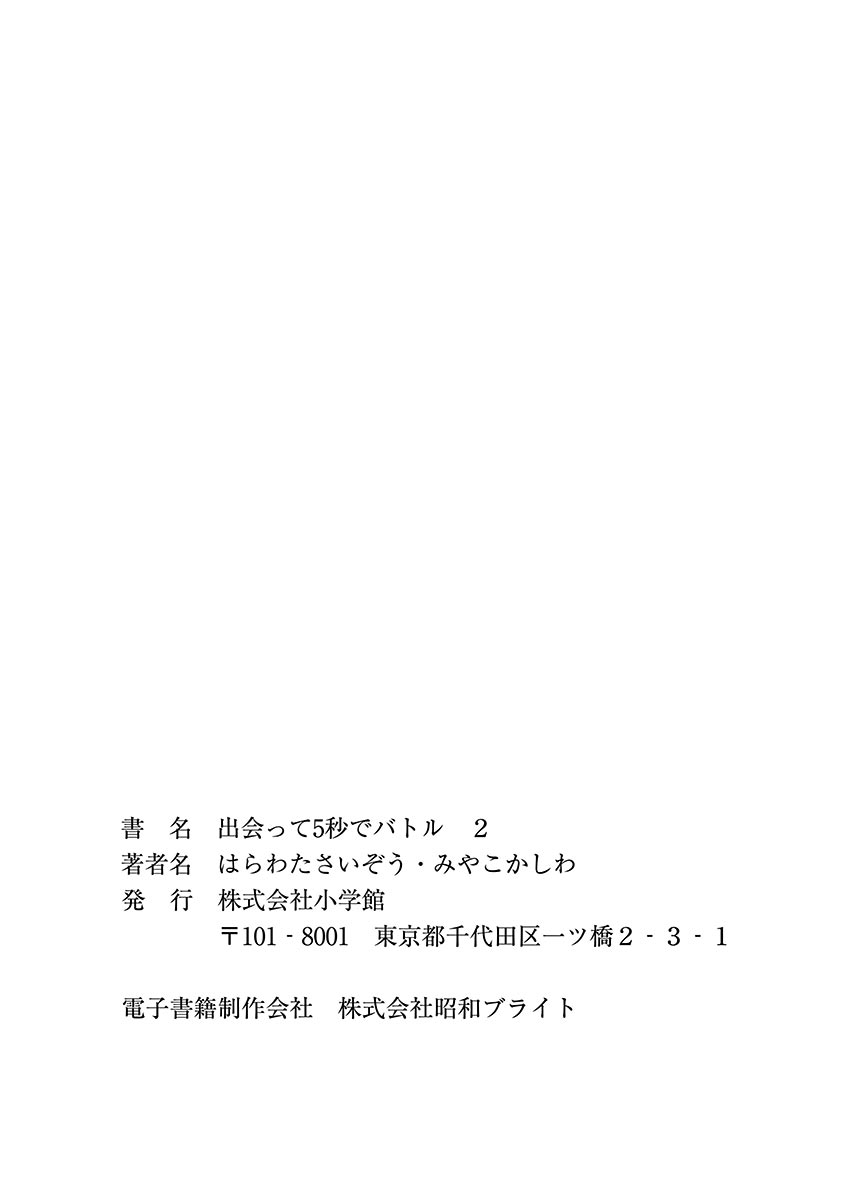 書　名　出会って5秒でバトル　２
著者名　はらわたさいぞう・みやこかしわ
発　行　株式会社小学館
〒101‐8001　東京都千代田区一ツ橋２‐３‐１
電子書籍制作会社　株式会社昭和ブライト